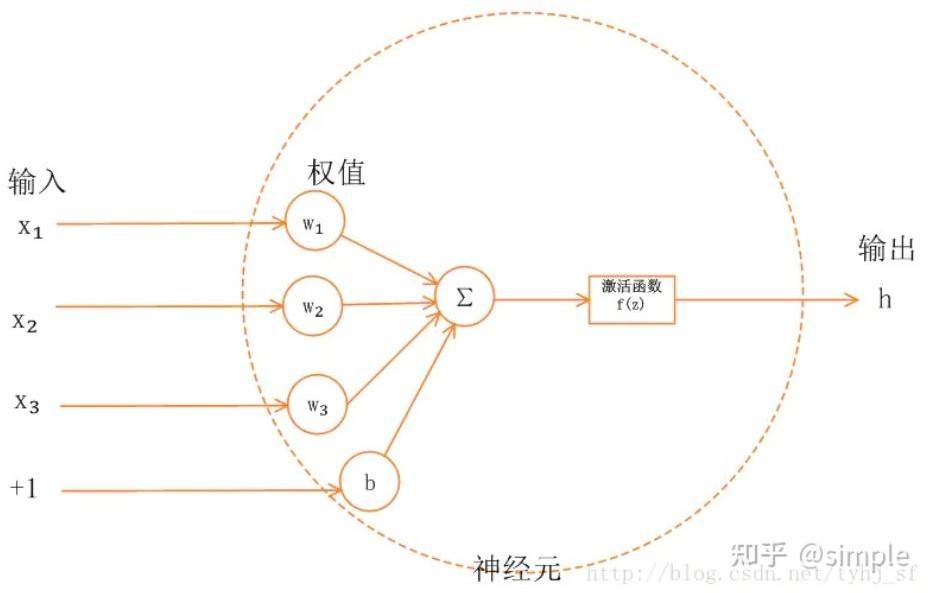 输入
权值
x₁
w₁
输出
激活函数
f(z)
Σ
h
x₂
w₂
x₃
w₃
+1
b
神经元
知乎 @simple
http://blog.csdn.net/tyhj_sf